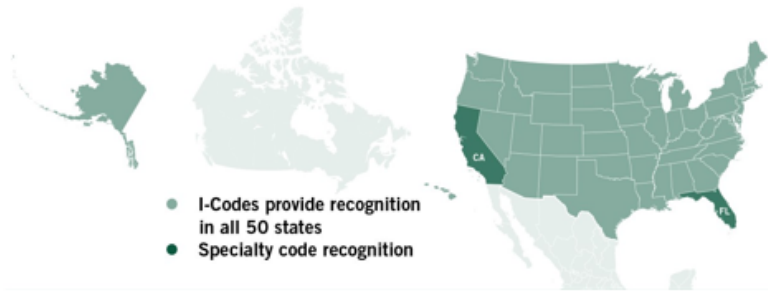 CA
FL
I-Codes provide recognition
in all 50 states
Specialty code recognition